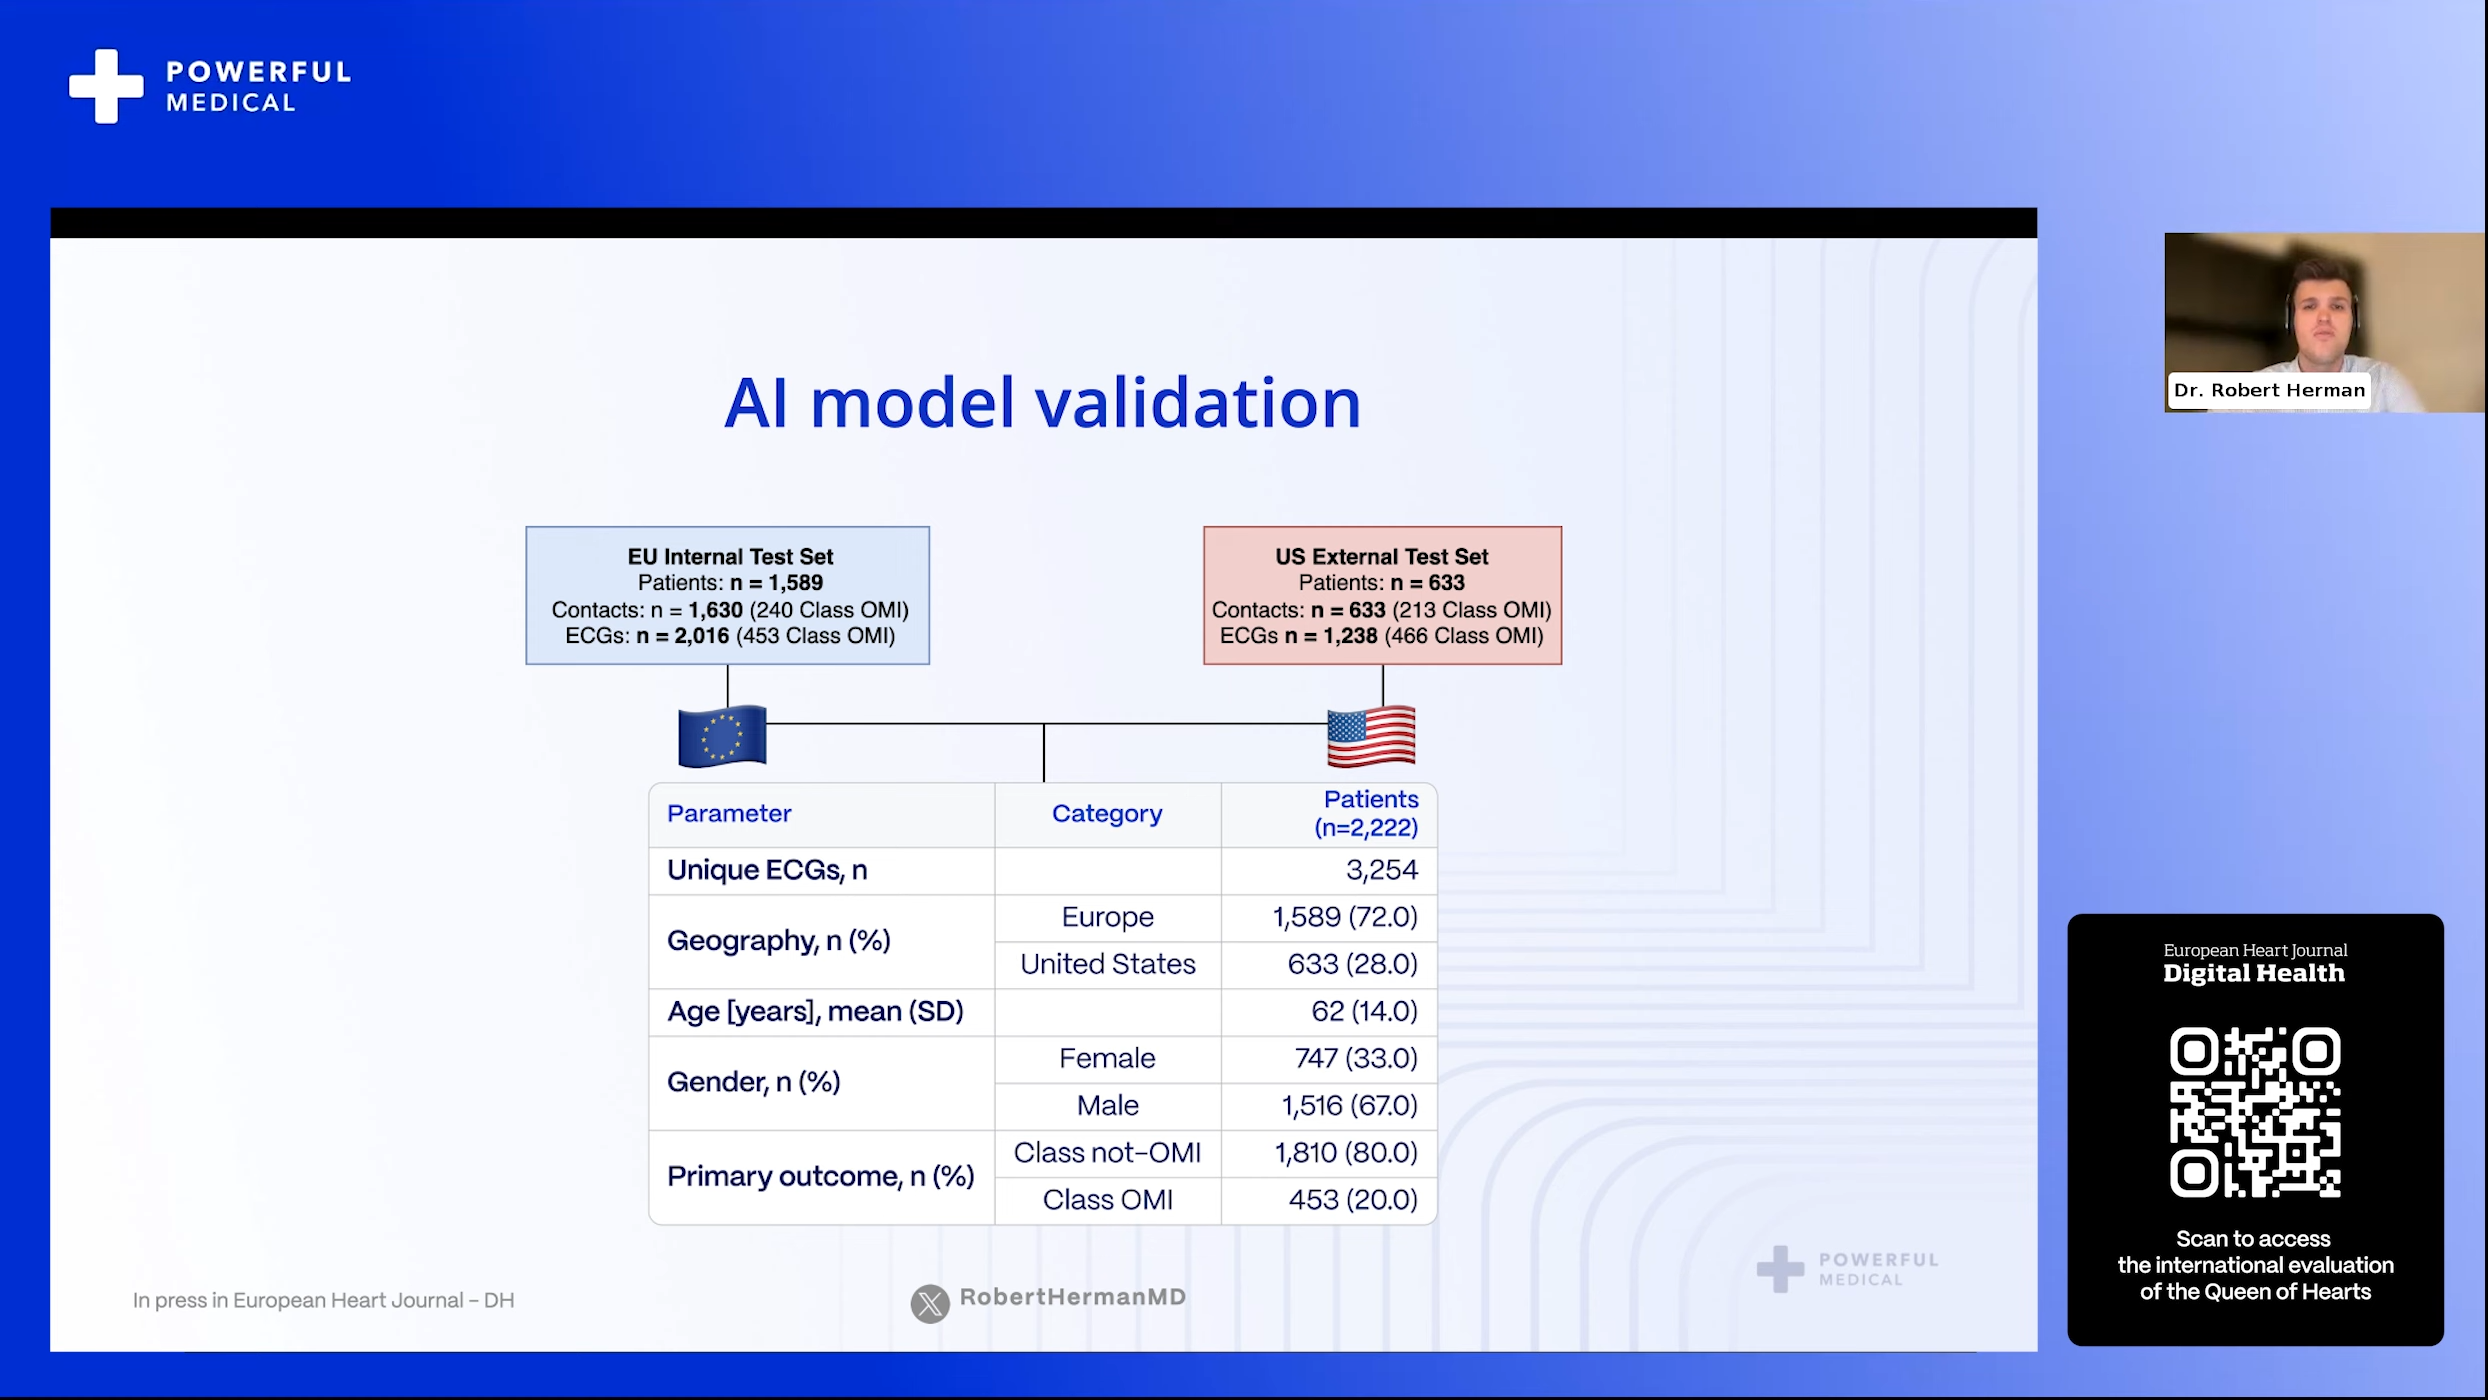 POWERFUL
MEDICAL
AI model validation
EU Internal Test Set
Patients: n = 1,589
Contacts: n = 1,630 (240 Class OMI)
ECGs: n = 2,016 (453 Class OMI)
US External Test Set
Patients: n = 633
Contacts: n = 633 (213 Class OMI)
ECGs n = 1,238 (466 Class OMI)
Parameter Category Patients
(n=2,222)
Unique ECGs, n 3,254
Geography, n (%) Europe 1,589 (72.0)
United States 633 (28.0)
Age [years], mean (SD) 62 (14.0)
Gender, n (%) Female 747 (33.0)
Male 1,516 (67.0)
Primary outcome, n (%) Class not-OMI 1,810 (80.0)
Class OMI 453 (20.0)
In press in European Heart Journal - DH
RobertHermanMD
POWERFUL
MEDICAL
Dr. Robert Herman
European Heart Journal
Digital Health
Scan to access
the international evaluation
of the Queen of Hearts